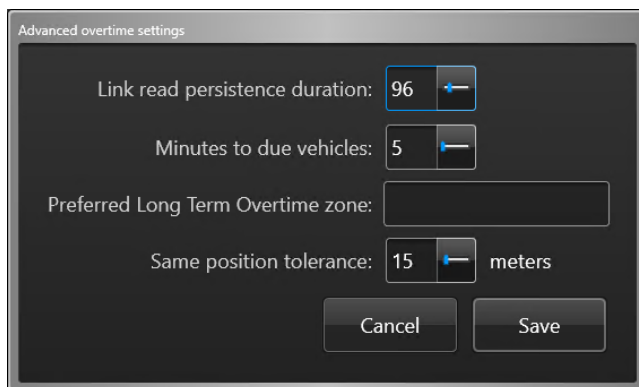 Advanced overtime settings
Link read persistence duration: 96
Minutes to due vehicles: 5
Preferred Long Term Overtime zone:
Same position tolerance: 15 meters
Cancel Save